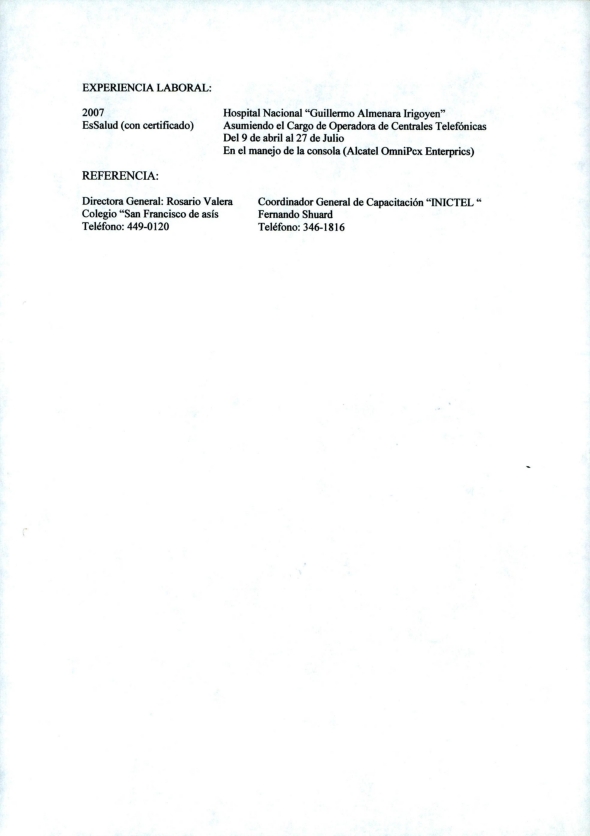 EXPERIENCIA LABORAL:
2007 Hospital Nacional “Guillermo Almenara Irigoyen”
EsSalud (con certificado) Asumiendo el Cargo de Operadora de Centrales Telefónicas
Del 9 de abril al 27 de Julio
En el manejo de la consola (Alcatel OmniPcx Enterprics)
REFERENCIA:
Directora General: Rosario Valera Coordinador General de Capacitación “INICTEL “
Colegio “San Francisco de asís Fernando Shuard
Teléfono: 449-0120 Teléfono: 346-1816